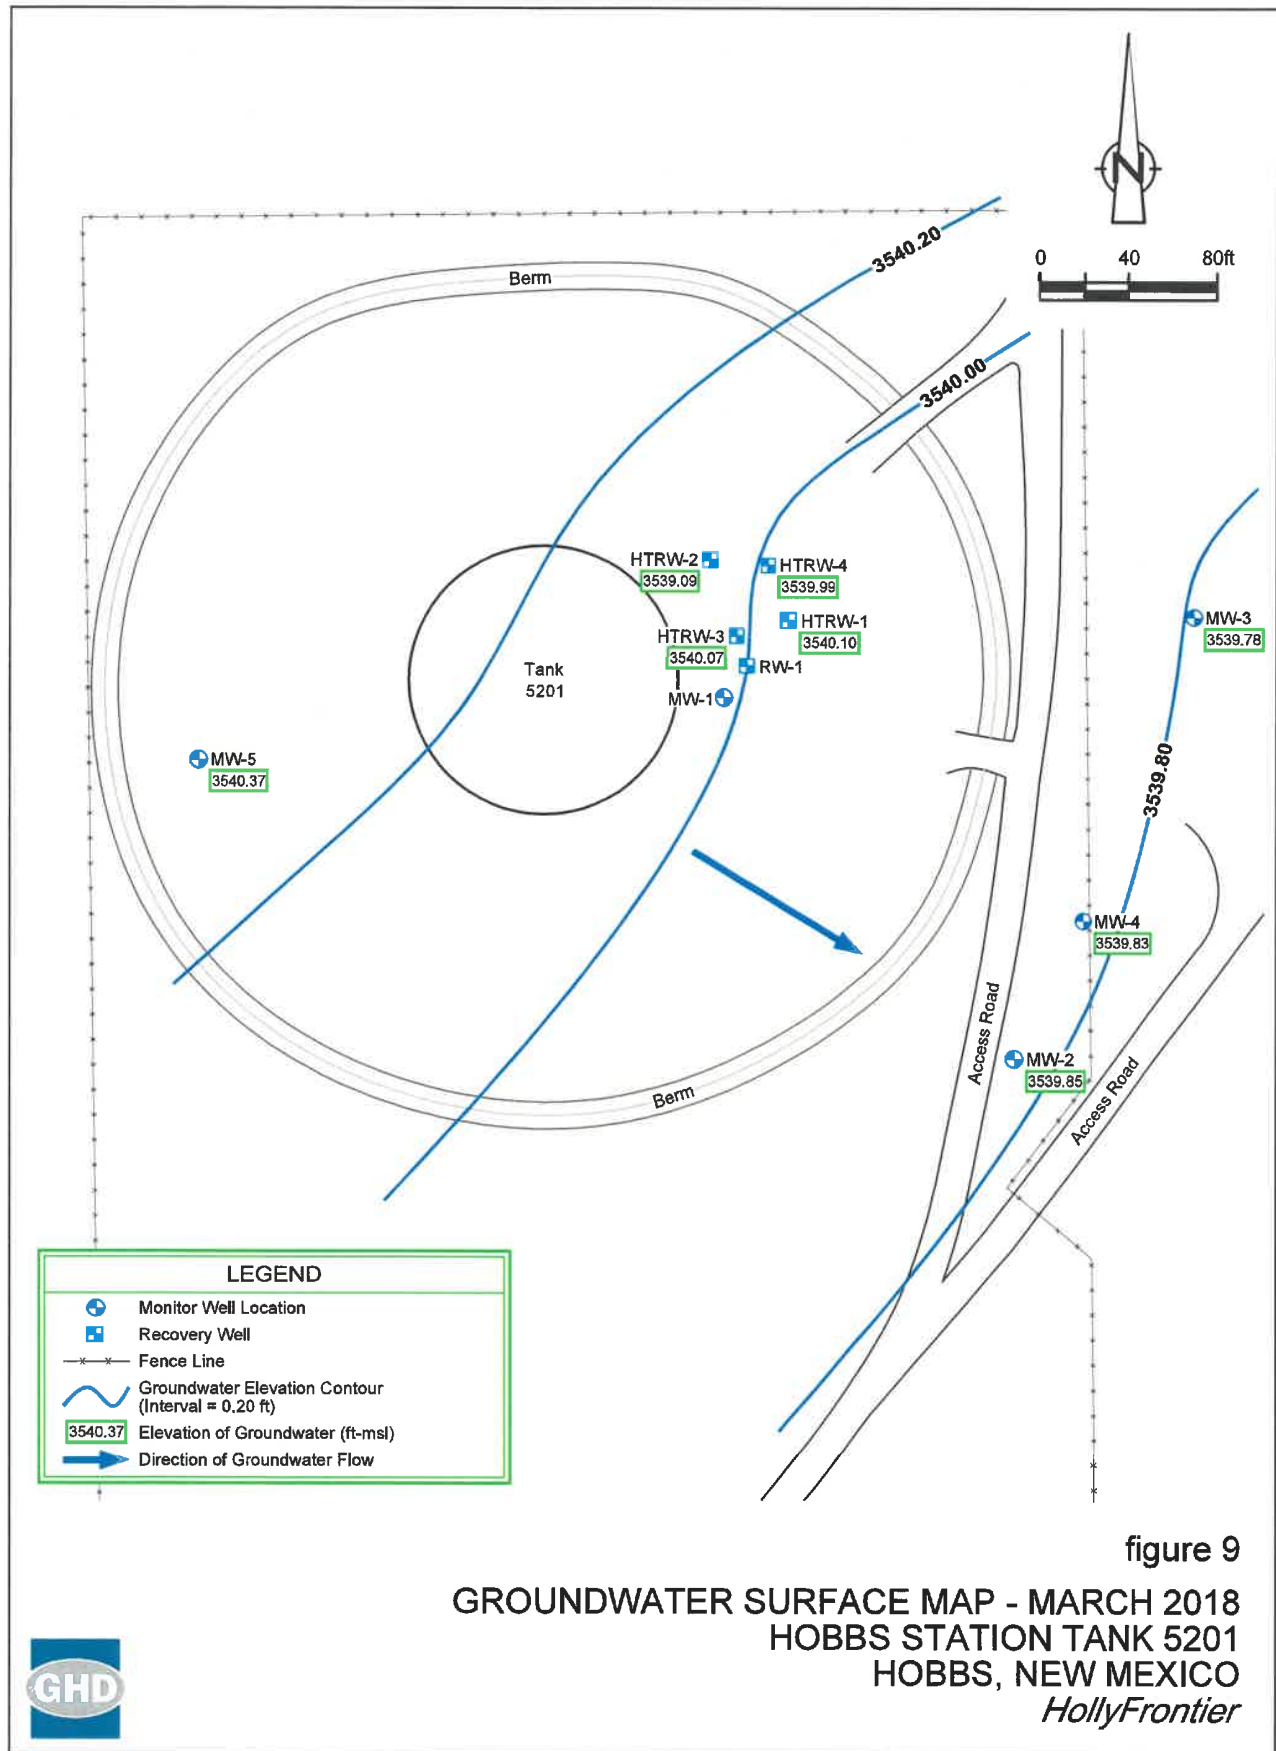 N
0 40 80ft
3540.20
Berm
3540.00
HTRW-2
3539.09
HTRW-4
3539.99
HTRW-1
3540.10
HTRW-3
3540.07
RW-1
MW-1
Tank
5201
MW-3
3539.78
MW-5
3540.37
3539.80
MW-4
3539.83
Access Road
MW-2
3539.85
Berm
Access Road
LEGEND
Monitor Well Location
Recovery Well
Fence Line
Groundwater Elevation Contour
(Interval = 0.20 ft)
3540.37 Elevation of Groundwater (ft-msl)
Direction of Groundwater Flow
figure 9
GROUNDWATER SURFACE MAP - MARCH 2018
HOBBS STATION TANK 5201
HOBBS, NEW MEXICO
HollyFrontier
GHD